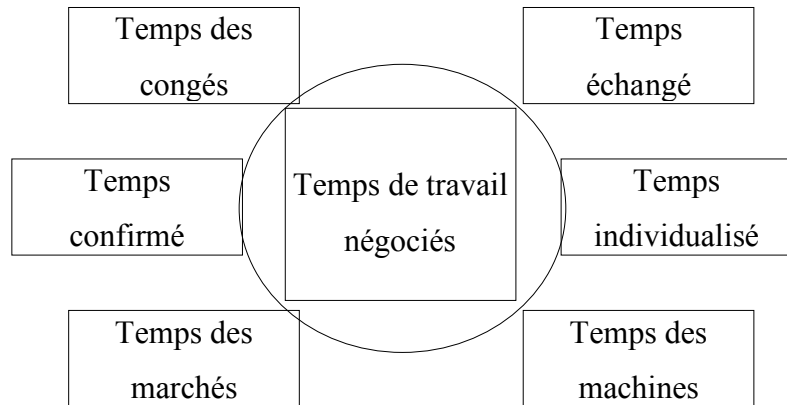 Temps des
congés
Temps
échangé
Temps
confirmé
Temps de travail
négociés
Temps
individualisé
Temps des
marchés
Temps des
machines